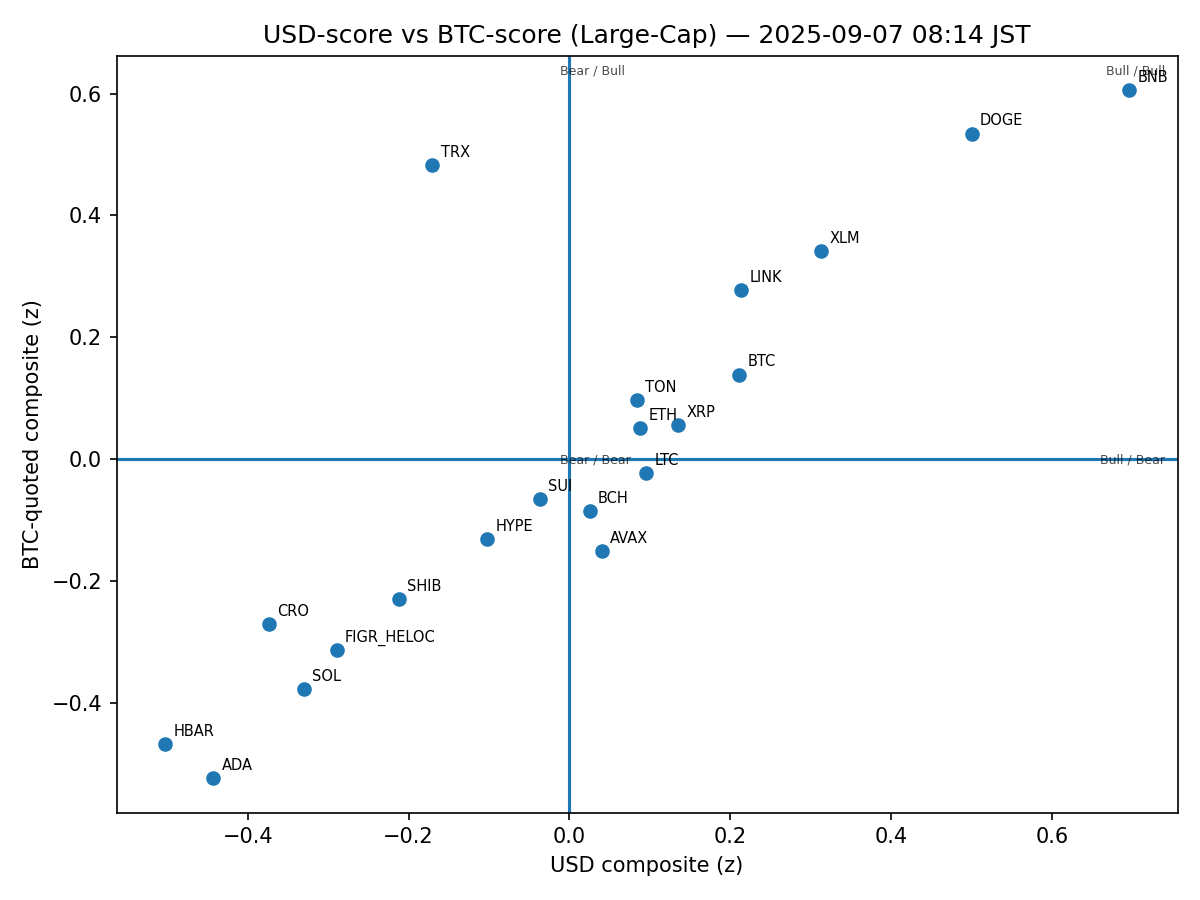 USD-score vs BTC-score (Large-Cap) — 2025-09-07 08:14 JST
Bear / Bull
Bull / Bull
BNB
DOGE
TRX
XLM
LINK
BTC
TON
ETH
XRP
Bear / Bear
LTC
Bull / Bear
SUI
BCH
HYPE
AVAX
SHIB
CRO
FIGR_HELOC
SOL
HBAR
ADA
0.6
0.4
0.2
0.0
−0.2
−0.4
BTC-quoted composite (z)
−0.4
−0.2
0.0
0.2
0.4
0.6
USD composite (z)